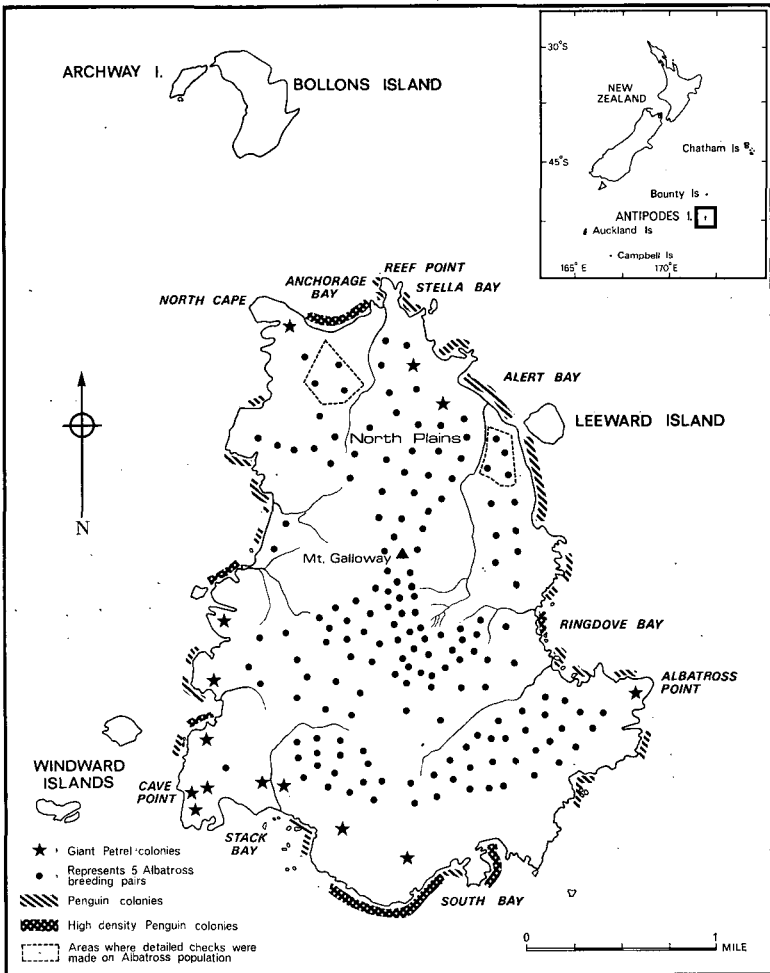 ARCHWAY I.
BOLLONS ISLAND
30°S
NEW
ZEALAND
45°S
Chatham Is
Bounty Is
ANTIPODES I.
Auckland Is
Campbell Is
165°E
170°E
REEF POINT
ANCHORAGE
BAY
STELLA BAY
NORTH CAPE
ALERT BAY
LEEWARD ISLAND
North Plains
N
Mt. Galloway
RINGDOVE BAY
ALBATROSS
POINT
WINDWARD
ISLANDS
CAVE
POINT
STACK
BAY
SOUTH BAY
Giant Petrel colonies
Represents 5 Albatross
breeding pairs
Penguin colonies
High density Penguin colonies
Areas where detailed checks were
made on Albatross population
0 1
MILE